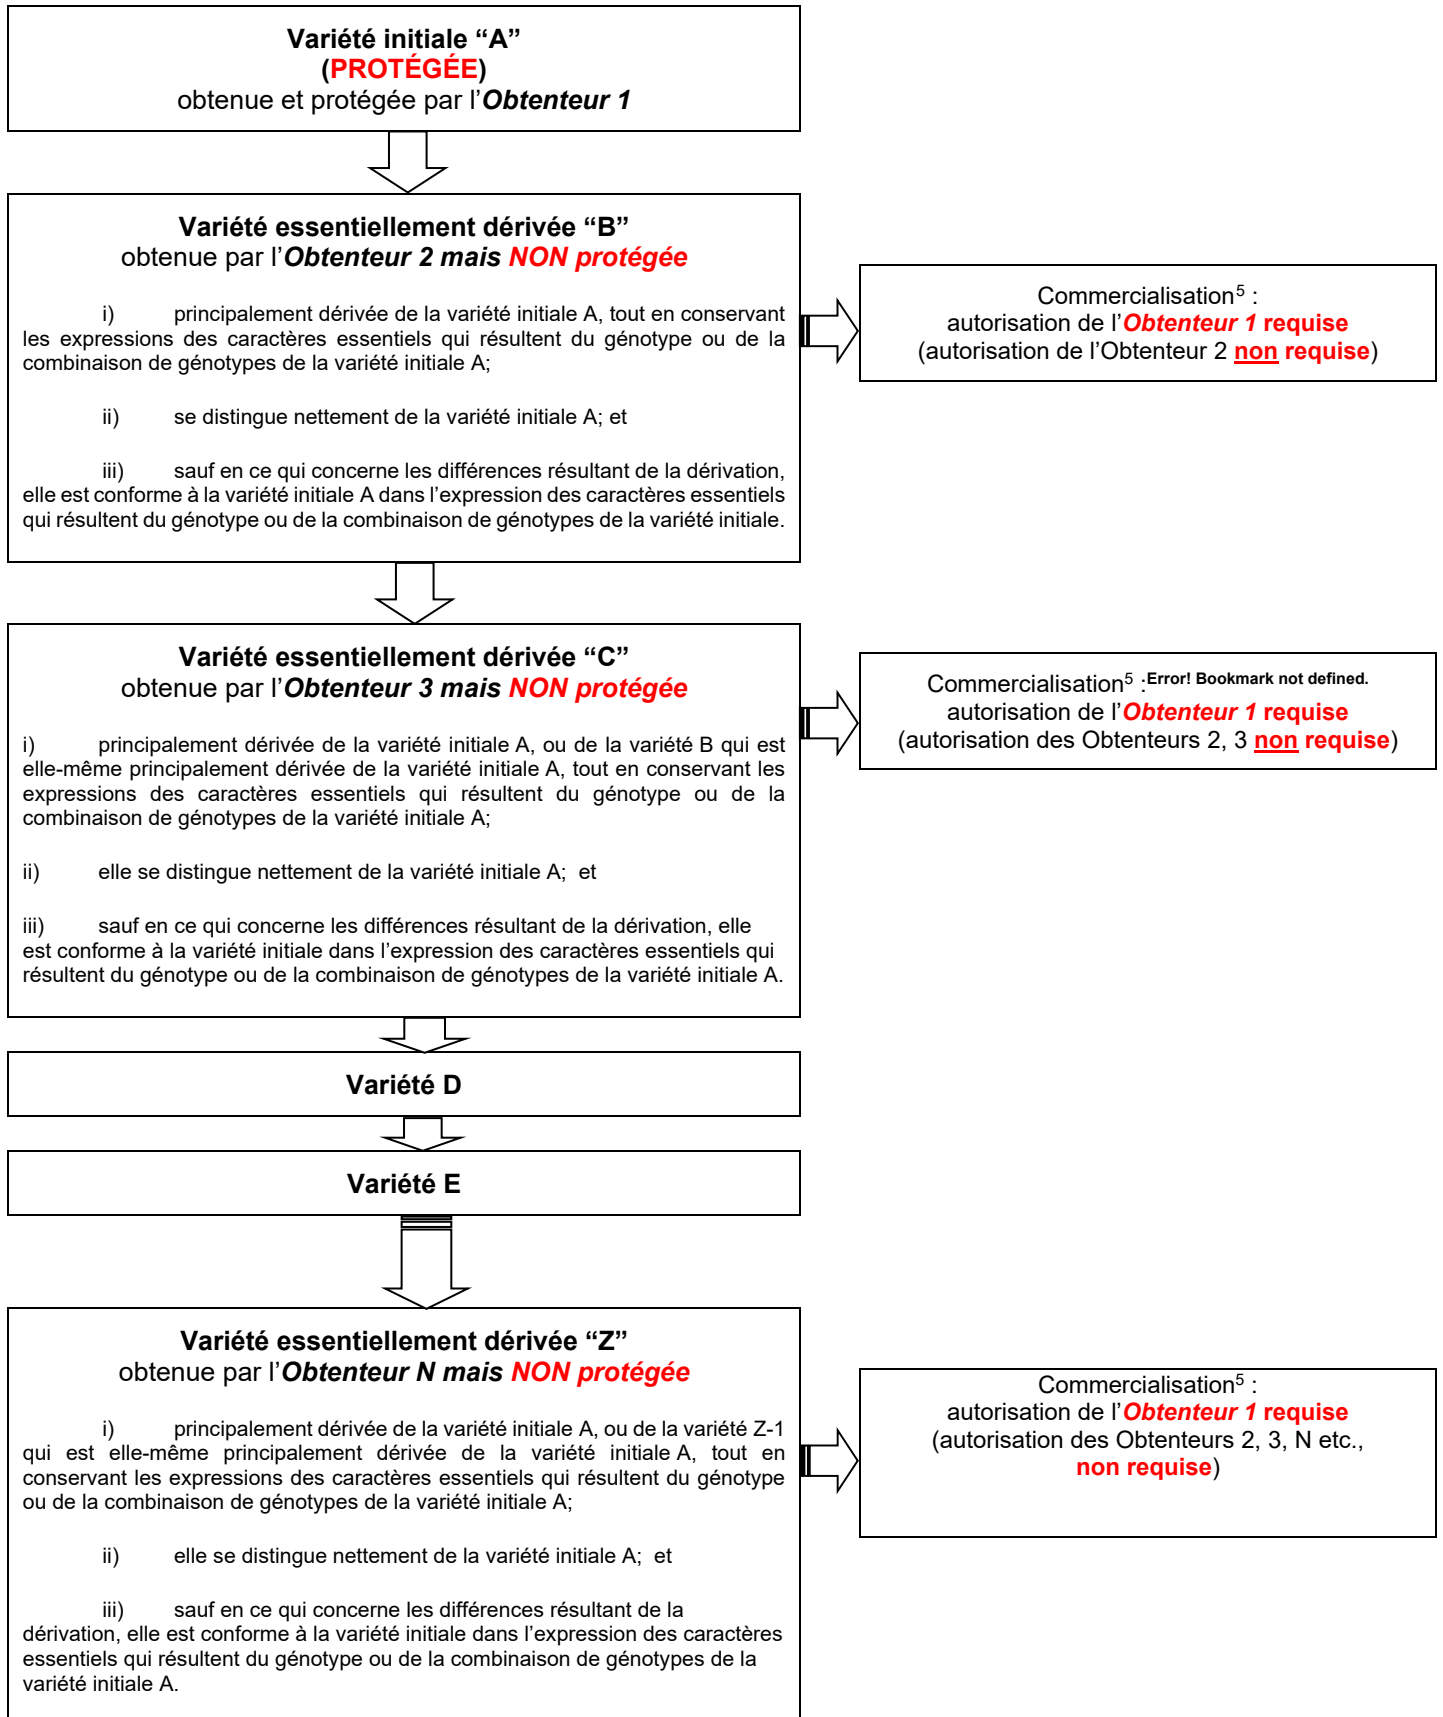 Variété initiale “A”
(PROTÉGÉE)
obtenue et protégée par l’Obtenteur 1
Variété essentiellement dérivée “B”
obtenue par l’Obtenteur 2 mais NON protégée
i) principalement dérivée de la variété initiale A, tout en conservant
les expressions des caractères essentiels qui résultent du génotype ou de la
combinaison de génotypes de la variété initiale A;
ii) se distingue nettement de la variété initiale A; et
iii) sauf en ce qui concerne les différences résultant de la dérivation,
elle est conforme à la variété initiale A dans l’expression des caractères essentiels
qui résultent du génotype ou de la combinaison de génotypes de la variété initiale.
Commercialisation⁵ :
autorisation de l’Obtenteur 1 requise
(autorisation de l’Obtenteur 2 non requise)
Variété essentiellement dérivée “C”
obtenue par l’Obtenteur 3 mais NON protégée
i) principalement dérivée de la variété initiale A, ou de la variété B qui est
elle-même principalement dérivée de la variété initiale A, tout en conservant les
expressions des caractères essentiels qui résultent du génotype ou de la
combinaison de génotypes de la variété initiale A;
ii) elle se distingue nettement de la variété initiale A; et
iii) sauf en ce qui concerne les différences résultant de la dérivation, elle
est conforme à la variété initiale dans l’expression des caractères essentiels qui
résultent du génotype ou de la combinaison de génotypes de la variété initiale A.
Commercialisation⁵ :Error! Bookmark not defined.
autorisation de l’Obtenteur 1 requise
(autorisation des Obtenteurs 2, 3 non requise)
Variété D
Variété E
Variété essentiellement dérivée “Z”
obtenue par l’Obtenteur N mais NON protégée
i) principalement dérivée de la variété initiale A, ou de la variété Z-1
qui est elle-même principalement dérivée de la variété initiale A, tout en
conservant les expressions des caractères essentiels qui résultent du génotype
ou de la combinaison de génotypes de la variété initiale A;
ii) elle se distingue nettement de la variété initiale A; et
iii) sauf en ce qui concerne les différences résultant de la
dérivation, elle est conforme à la variété initiale dans l’expression des caractères
essentiels qui résultent du génotype ou de la combinaison de génotypes de la
variété initiale A.
Commercialisation⁵ :
autorisation de l’Obtenteur 1 requise
(autorisation des Obtenteurs 2, 3, N etc.,
non requise)